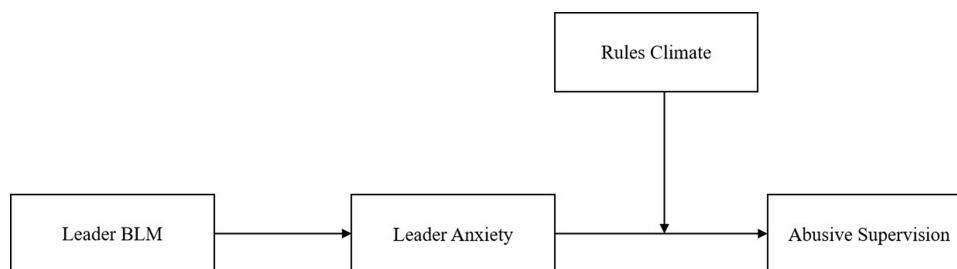 Rules Climate
Leader BLM
Leader Anxiety
Abusive Supervision